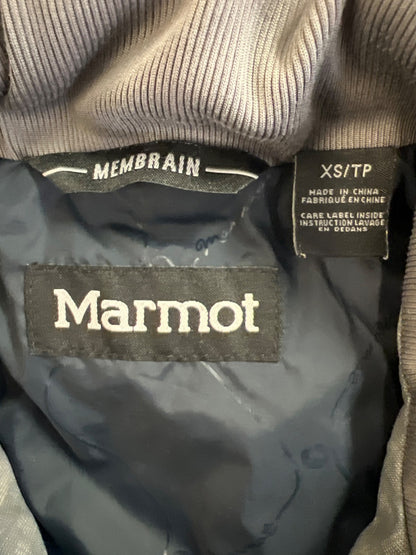 MEMBRAIN
XS/TP
MADE IN CHINA
FABRIQUÉ EN CHINE
CARE LABEL INSIDE
INSTRUCTION LAVAGE
EN DEDANS
Marmot